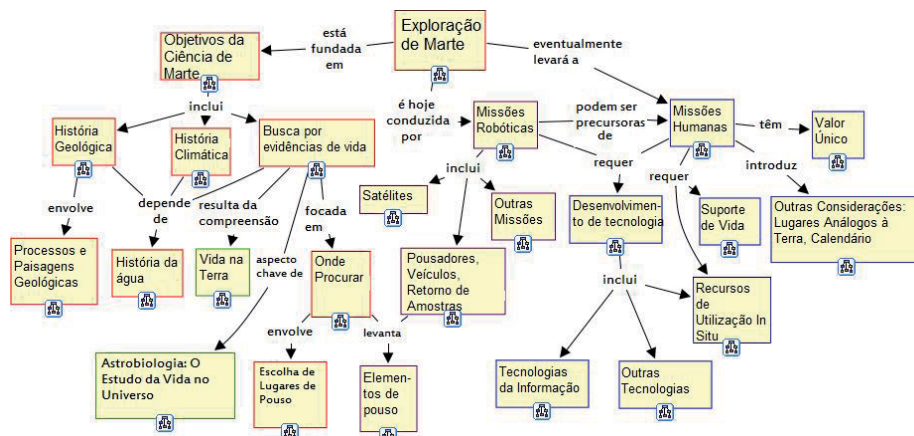 Exploração
de Marte
está
fundada
em
Objetivos da
Ciência de
Marte
eventualmente
levará a
é hoje
conduzida
por
inclui
História
Geológica
História
Climática
Busca por
evidências de vida
Missões
Robóticas
podem ser
precursoras
de
Missões
Humanas
têm
Valor
Único
envolve
depende
de
resulta da
compreensão
focada
em
inclui
requer
requer
introduz
Processos e
Paisagens
Geológicas
História da
água
Vida na
Terra
aspecto
chave de
Onde
Procurar
Satélites
Outras
Missões
Pousadores,
Veículos,
Retorno de
Amostras
Desenvolvimen-
to de tecnologia
Suporte
de Vida
Outras Considerações:
Lugares Análogos à
Terra, Calendário
envolve
levanta
inclui
Recursos
de
Utilização In
Situ
Astrobiologia: O
Estudo da Vida no
Universo
Escolha de
Lugares de
Pouso
Elemen-
tos de
pouso
Tecnologias
da Informação
Outras
Tecnologias